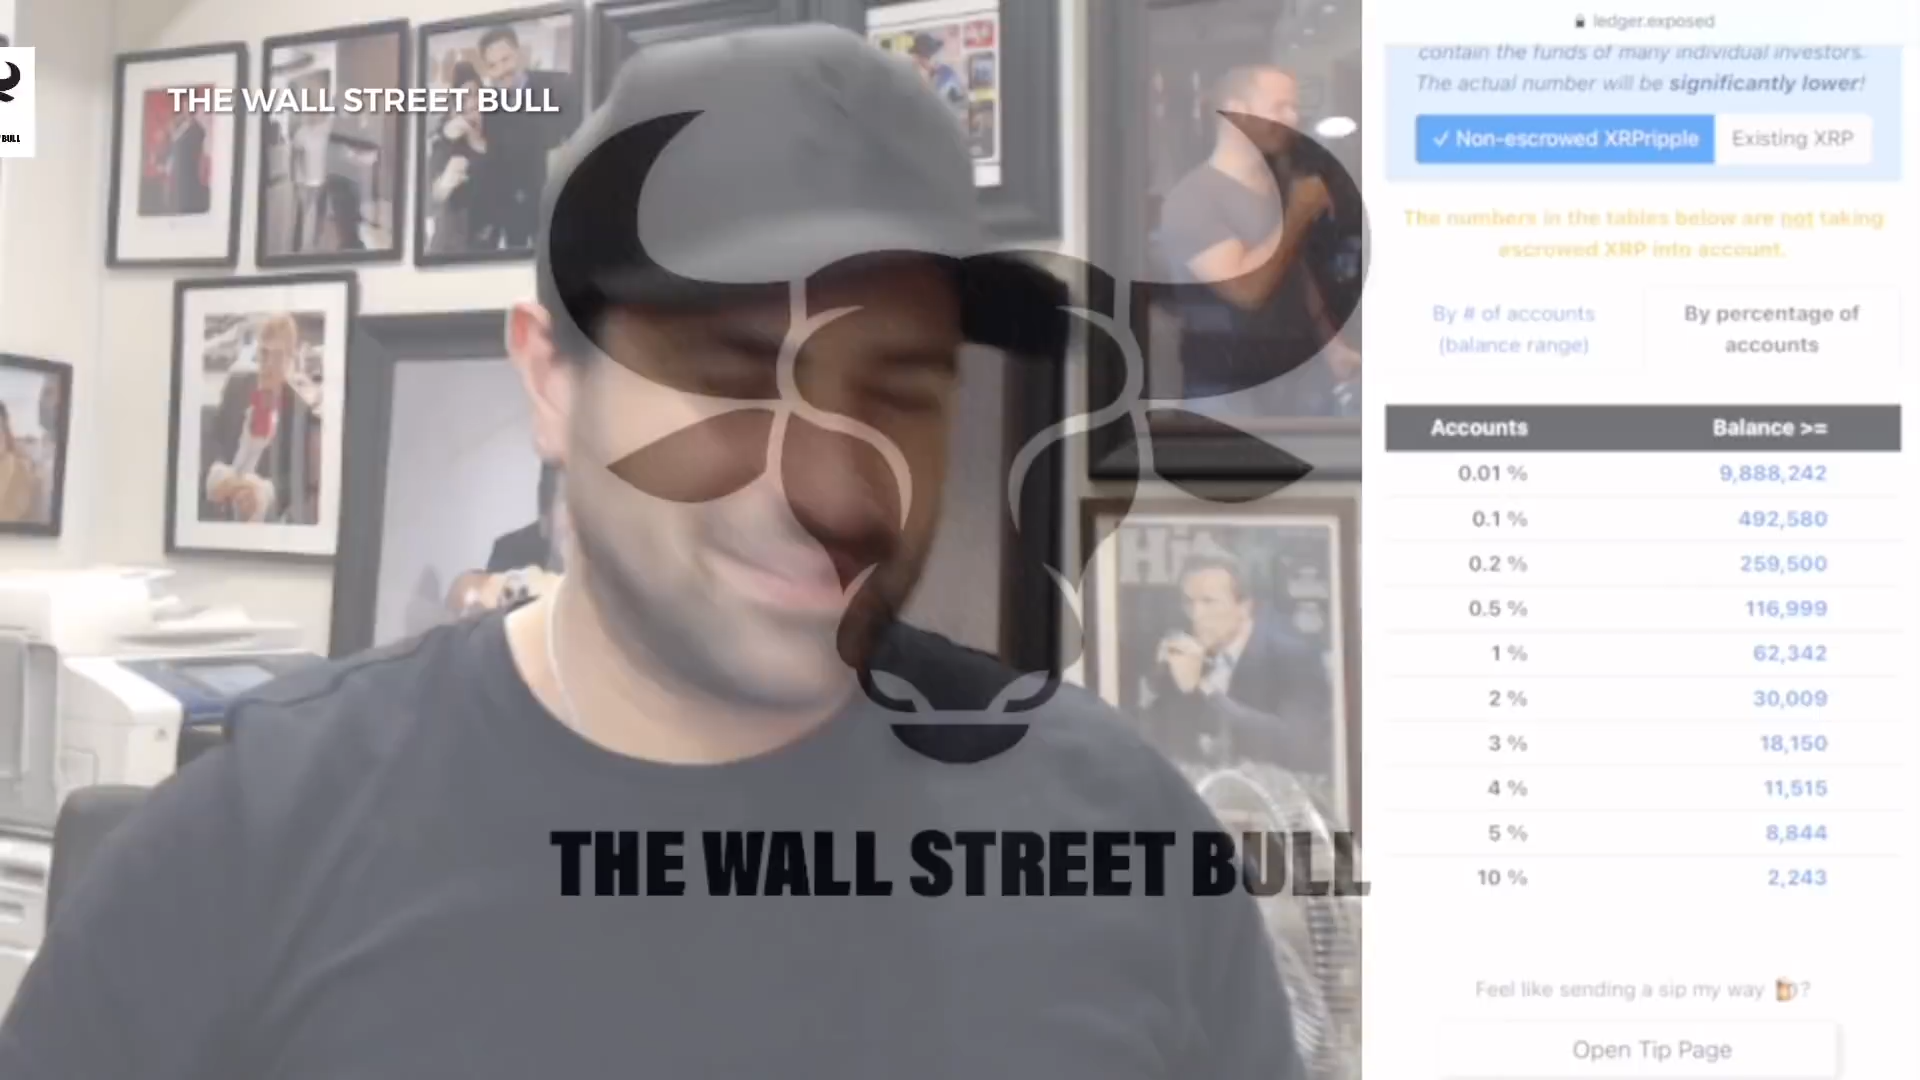 THE WALL STREET BULL
BULL
THE WALL STREET BULL
ledger.exposed
contain the funds of many individual investors.
The actual number will be significantly lower!
✓ Non-escrowed XRPripple
Existing XRP
The numbers in the tables below are not taking
escrowed XRP into account.
By # of accounts
(balance range)
By percentage of
accounts
Accounts Balance >=
0.01 % 9,888,242
0.1 % 492,580
0.2 % 259,500
0.5 % 116,999
1 % 62,342
2 % 30,009
3 % 18,150
4 % 11,515
5 % 8,844
10 % 2,243
Feel like sending a sip my way 🍺?
Open Tip Page